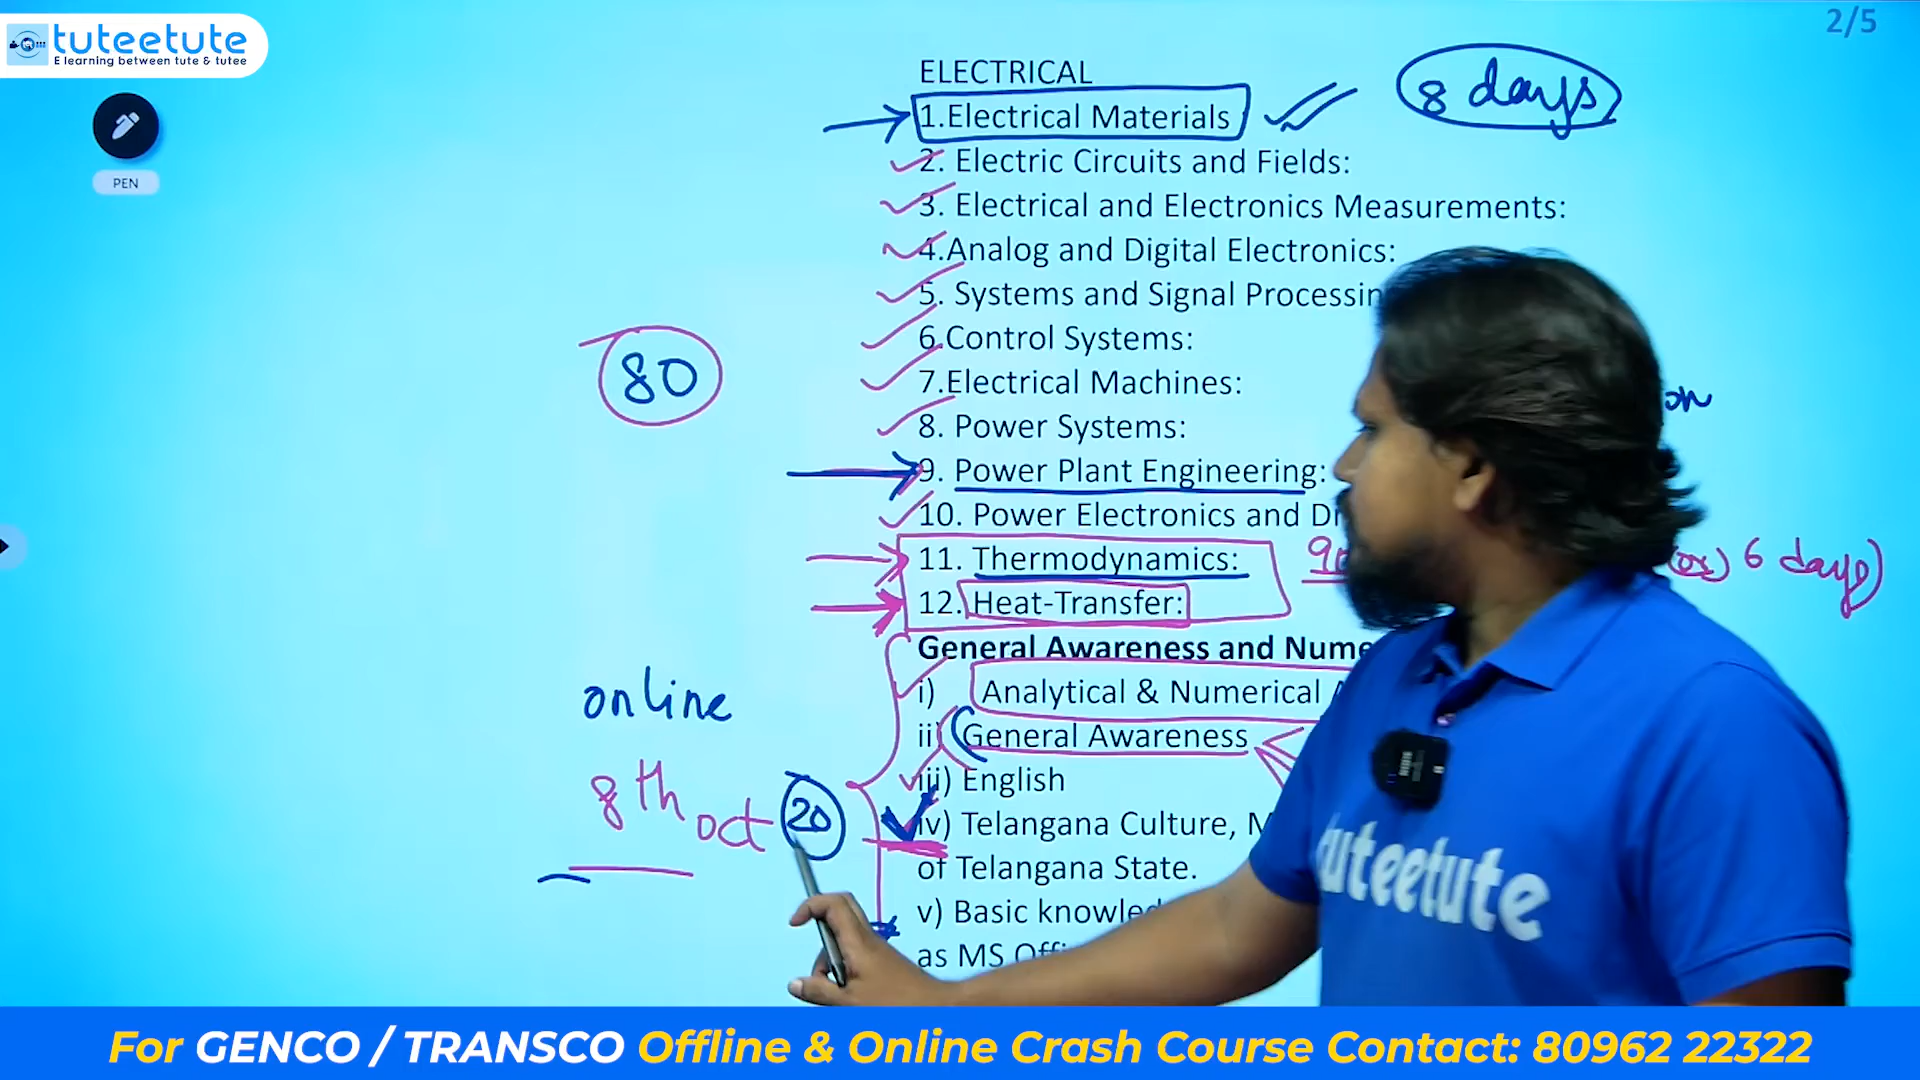 tuteetute
E learning between tute & tutee
2/5
PEN
ELECTRICAL
8 days
1.Electrical Materials
2. Electric Circuits and Fields:
3. Electrical and Electronics Measurements:
4.Analog and Digital Electronics:
5. Systems and Signal Processin
6.Control Systems:
80
7.Electrical Machines:
on
8. Power Systems:
9. Power Plant Engineering:
10. Power Electronics and Dr
11. Thermodynamics:
(or) 6 days)
12. Heat-Transfer:
General Awareness and Nume
i) Analytical & Numerical A
online
ii) General Awareness
iii) English
8th oct
20
iv) Telangana Culture, M
of Telangana State.
v) Basic knowled
as MS Offi
tuteetute
For GENCO / TRANSCO Offline & Online Crash Course Contact: 80962 22322